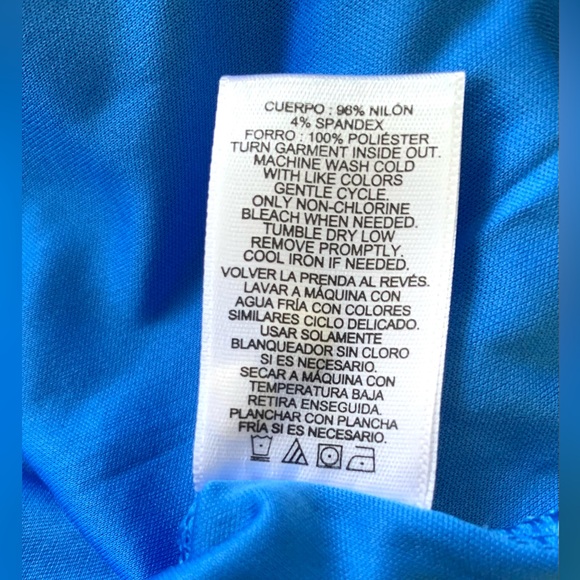 CUERPO : 96% NILÓN
4% SPANDEX
FORRO : 100% POLIÉSTER
TURN GARMENT INSIDE OUT.
MACHINE WASH COLD
WITH LIKE COLORS
GENTLE CYCLE.
ONLY NON-CHLORINE
BLEACH WHEN NEEDED.
TUMBLE DRY LOW
REMOVE PROMPTLY.
COOL IRON IF NEEDED.
VOLVER LA PRENDA AL REVÉS.
LAVAR A MÁQUINA CON
AGUA FRÍA CON COLORES
SIMILARES CICLO DELICADO.
USAR SOLAMENTE
BLANQUEADOR SIN CLORO
SI ES NECESARIO.
SECAR A MÁQUINA CON
TEMPERATURA BAJA
RETIRA ENSEGUIDA.
PLANCHAR CON PLANCHA
FRÍA SI ES NECESARIO.